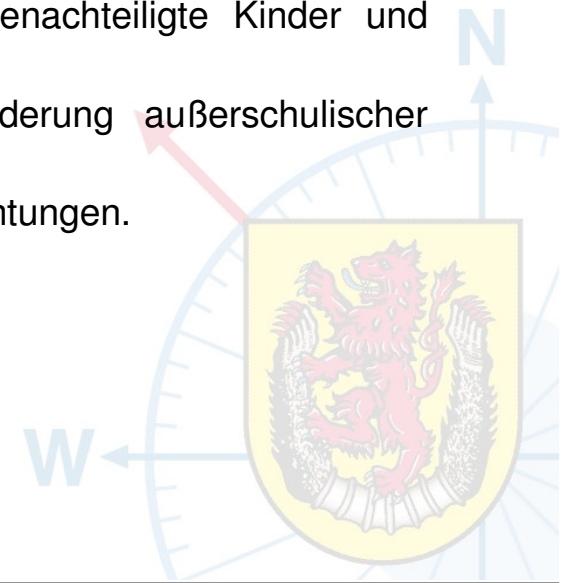 enachteiligte Kinder und
N
derung außerschulischer
ntungen.
W